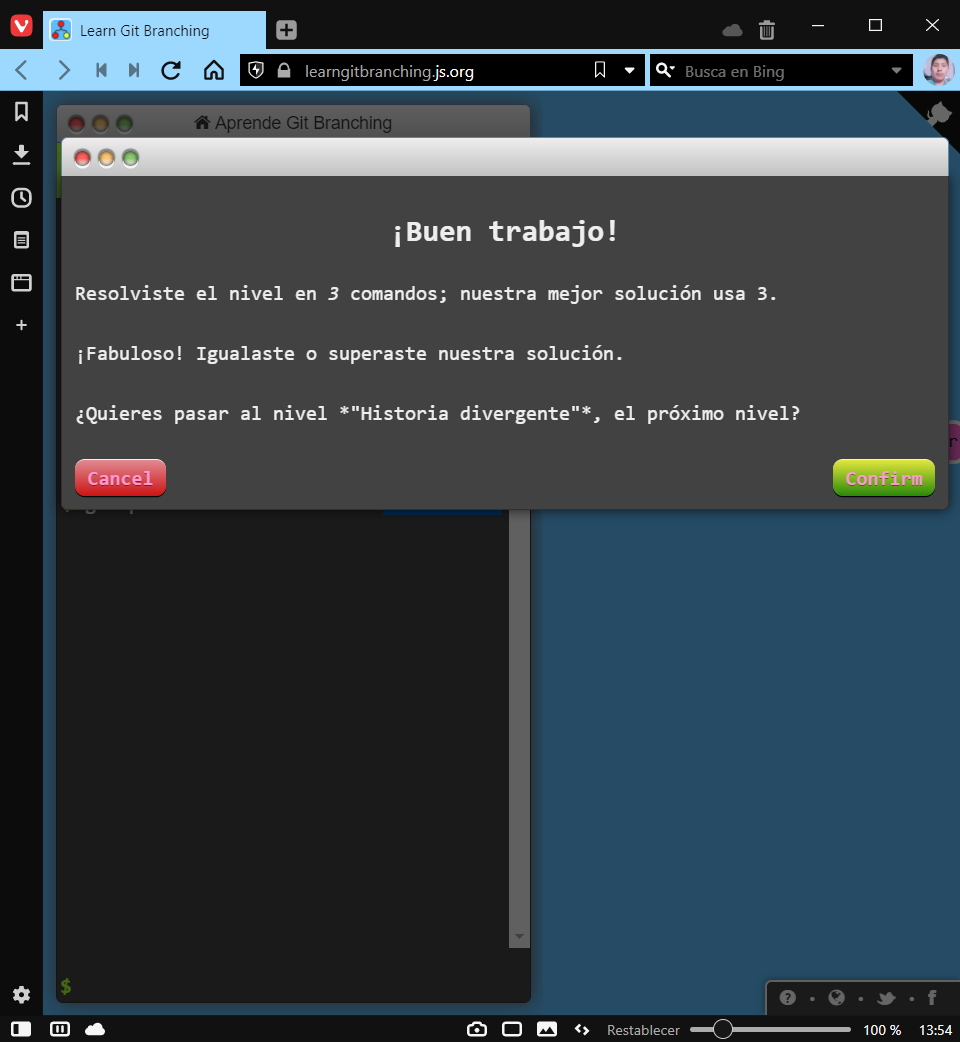 Learn Git Branching
learngitbranching.js.org
Busca en Bing
Aprende Git Branching
¡Buen trabajo!
Resolviste el nivel en 3 comandos; nuestra mejor solución usa 3.
¡Fabuloso! Igualaste o superaste nuestra solución.
¿Quieres pasar al nivel *"Historia divergente"*, el próximo nivel?
Cancel
Confirm
$
Restablecer
100 %
13:54